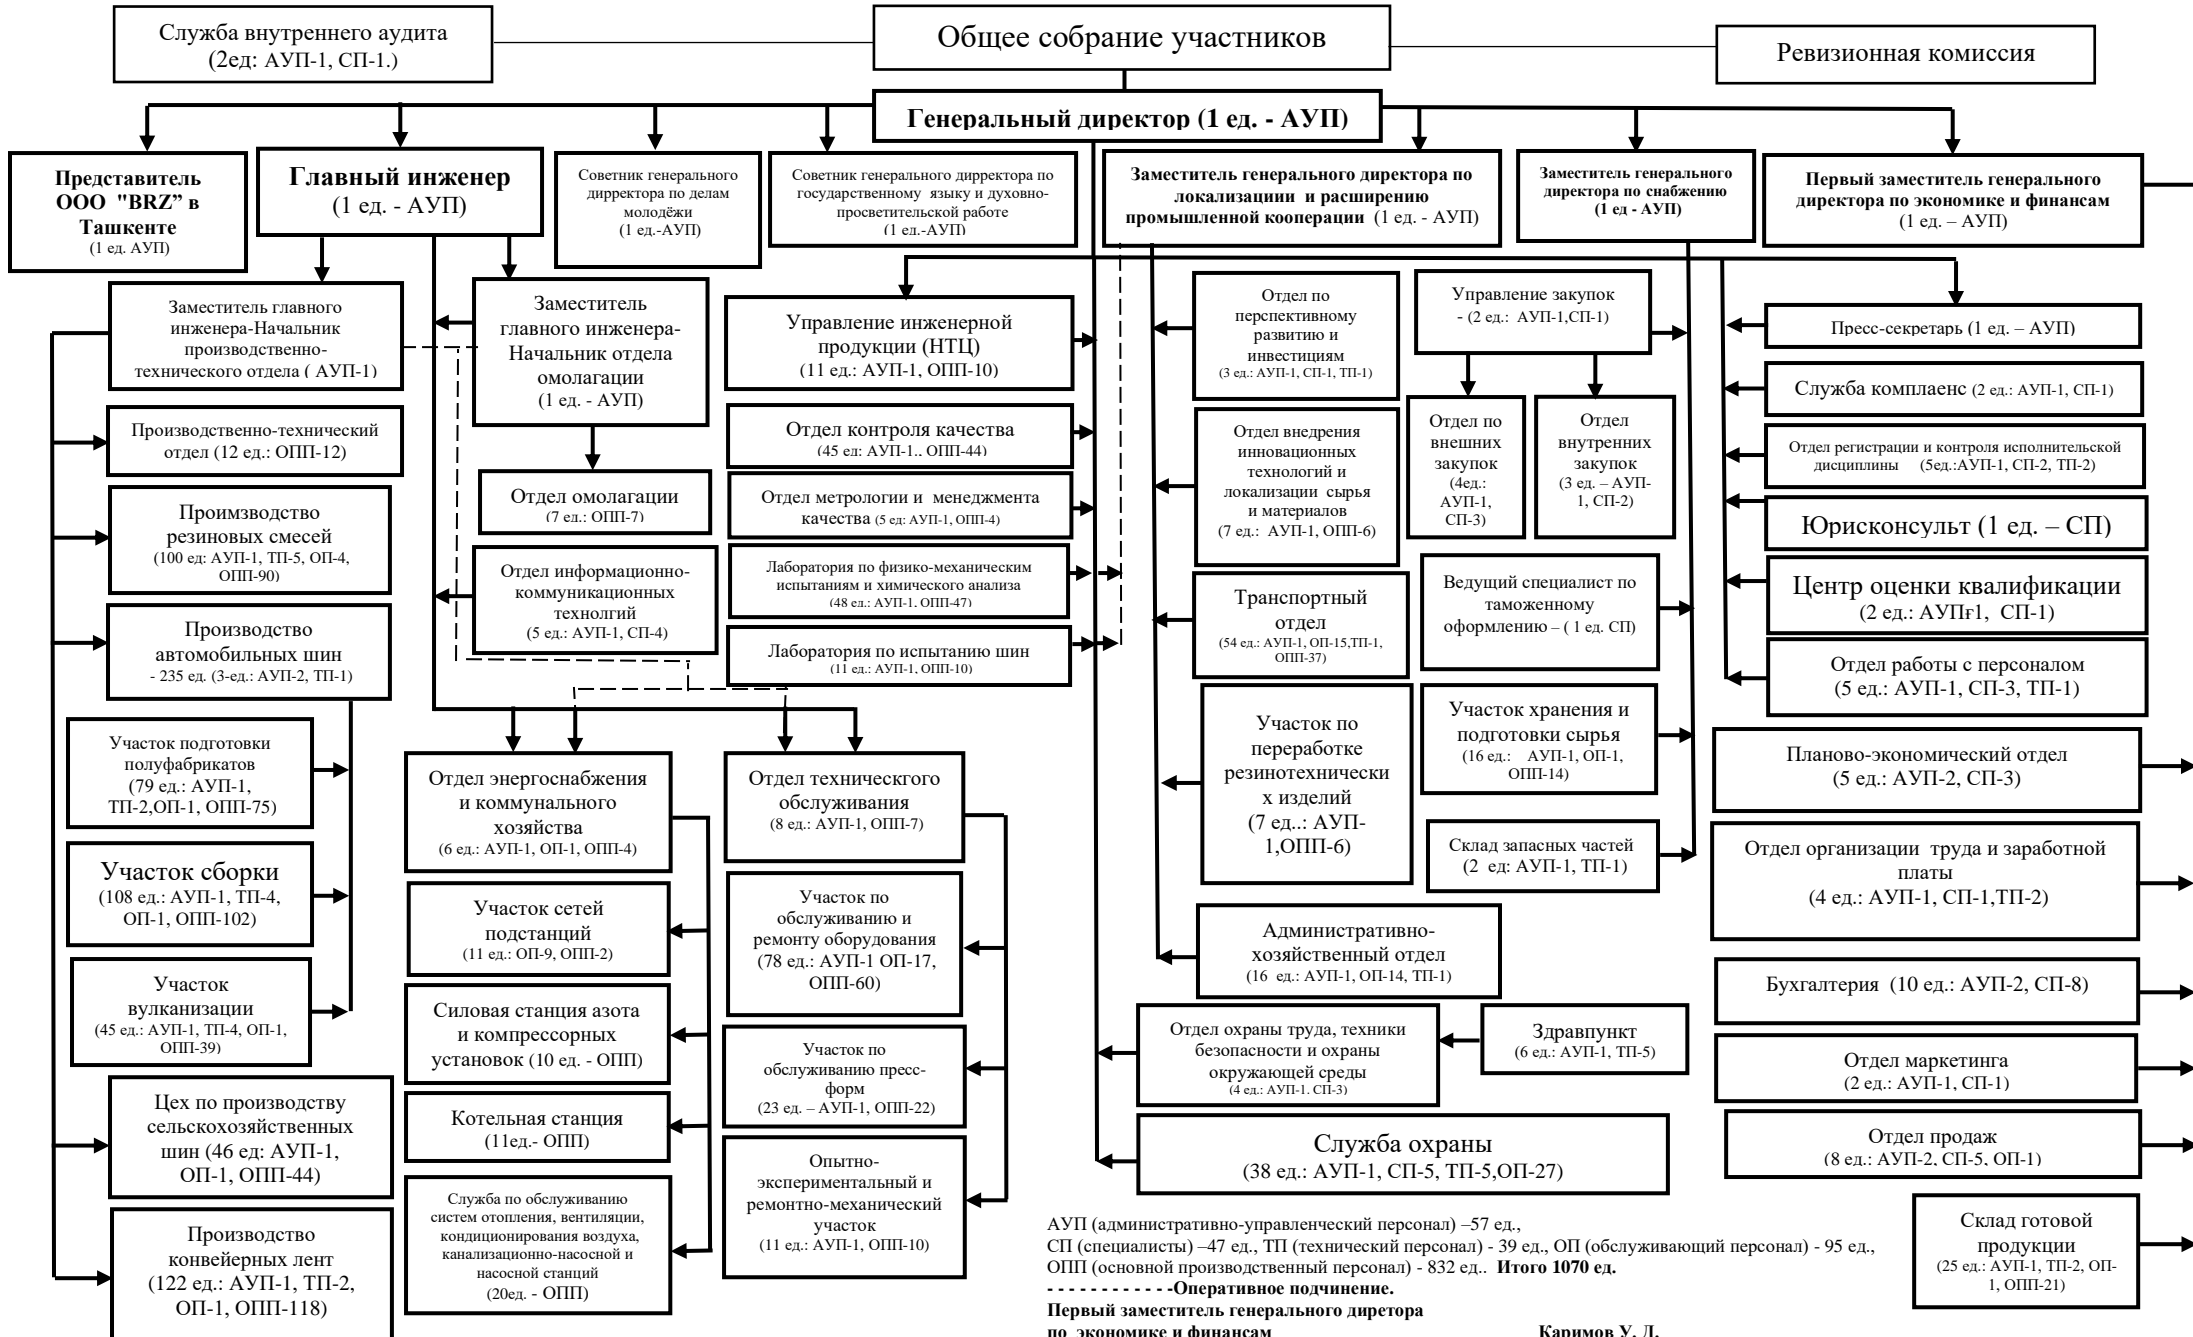 Служба внутреннего аудита
(2ед: АУП-1, СП-1.)
Общее собрание участников
Ревизионная комиссия
Генеральный директор (1 ед. - АУП)
Представитель
ООО "BRZ” в
Ташкенте
(1 ед. АУП)
Главный инженер
(1 ед. - АУП)
Советник генерального
дирректора по делам
молодёжи
(1 ед.-АУП)
Советник генерального дирректора по
государственному языку и духовно-
просветительской работе
(1 ед.-АУП)
Заместитель генерального директора по
локализациии и расширению
промышленной кооперации (1 ед. - АУП)
Заместитель генерального
директора по снабжению
(1 ед - АУП)
Первый заместитель генерального
директора по экономике и финансам
(1 ед. – АУП)
Заместитель главного
инженера-Начальник
производственно-
технического отдела ( АУП-1)
Производственно-технический
отдел (12 ед.: ОПП-12)
Проимзводство
резиновых смесей
(100 ед: АУП-1, ТП-5, ОП-4,
ОПП-90)
Производство
автомобильных шин
- 235 ед. (3-ед.: АУП-2, ТП-1)
Участок подготовки
полуфабрикатов
(79 ед.: АУП-1,
ТП-2,ОП-1, ОПП-75)
Участок сборки
(108 ед.: АУП-1, ТП-4,
ОП-1, ОПП-102)
Участок
вулканизации
(45 ед.: АУП-1, ТП-4, ОП-1,
ОПП-39)
Цех по производству
сельскохозяйственных
шин (46 ед: АУП-1,
ОП-1, ОПП-44)
Производство
конвейерных лент
(122 ед.: АУП-1, ТП-2,
ОП-1, ОПП-118)
Заместитель
главного инженера-
Начальник отдела
омолагации
(1 ед. - АУП)
Отдел омолагации
(7 ед.: ОПП-7)
Отдел информационно-
коммуникационных
технолгий
(5 ед.: АУП-1, СП-4)
Отдел энергоснабжения
и коммунального
хозяйства
(6 ед.: АУП-1, ОП-1, ОПП-4)
Участок сетей
подстанций
(11 ед.: ОП-9, ОПП-2)
Силовая станция азота
и компрессорных
установок (10 ед. - ОПП)
Котельная станция
(11ед.- ОПП)
Служба по обслуживанию
систем отопления, вентиляции,
кондиционирования воздуха,
канализационно-насосной и
насосной станций
(20ед. - ОПП)
Отдел техническрго
обслуживания
(8 ед.: АУП-1, ОПП-7)
Участок по
обслуживанию и
ремонту оборудования
(78 ед.: АУП-1 ОП-17,
ОПП-60)
Участок по
обслуживанию пресс-
форм
(23 ед. – АУП-1, ОПП-22)
Опытно-
экспериментальный и
ремонтно-механический
участок
(11 ед.: АУП-1, ОПП-10)
Управление инженерной
продукции (НТЦ)
(11 ед.: АУП-1, ОПП-10)
Отдел контроля качества
(45 ед: АУП-1., ОПП-44)
Отдел метрологии и менеджмента
качества (5 ед: АУП-1, ОПП-4)
Лаборатория по физико-механическим
испытаниям и химического анализа
(48 ед.: АУП-1, ОПП-47)
Лаборатория по испытанию шин
(11 ед.: АУП-1, ОПП-10)
Отдел по
перспективному
развитию и
инвестициям
(3 ед.: АУП-1, СП-1, ТП-1)
Отдел внедрения
инновационных
технологий и
локализации сырья
и материалов
(7 ед.: АУП-1, ОПП-6)
Транспортный
отдел
(54 ед.: АУП-1, ОП-15,ТП-1,
ОПП-37)
Участок по
переработке
резинотехнически
х изделий
(7 ед..: АУП-
1,ОПП-6)
Административно-
хозяйственный отдел
(16 ед.: АУП-1, ОП-14, ТП-1)
Отдел охраны труда, техники
безопасности и охраны
окружающей среды
(4 ед.: АУП-1. СП-3)
Здравпункт
(6 ед.: АУП-1, ТП-5)
Служба охраны
(38 ед.: АУП-1, СП-5, ТП-5,ОП-27)
Управление закупок
- (2 ед.: АУП-1,СП-1)
Отдел по
внешних
закупок
(4ед.:
АУП-1,
СП-3)
Отдел
внутренних
закупок
(3 ед. – АУП-
1, СП-2)
Ведущий специалист по
таможенному
оформлению – ( 1 ед. СП)
Участок хранения и
подготовки сырья
(16 ед.: АУП-1, ОП-1,
ОПП-14)
Склад запасных частей
(2 ед: АУП-1, ТП-1)
Пресс-секретарь (1 ед. – АУП)
Служба комплаенс (2 ед.: АУП-1, СП-1)
Отдел регистрации и контроля исполнительской
дисциплины (5ед.:АУП-1, СП-2, ТП-2)
Юрисконсульт (1 ед. – СП)
Центр оценки квалификации
(2 ед.: АУПғ1, СП-1)
Отдел работы с персоналом
(5 ед.: АУП-1, СП-3, ТП-1)
Планово-экономический отдел
(5 ед.: АУП-2, СП-3)
Отдел организации труда и заработной
платы
(4 ед.: АУП-1, СП-1,ТП-2)
Бухгалтерия (10 ед.: АУП-2, СП-8)
Отдел маркетинга
(2 ед.: АУП-1, СП-1)
Отдел продаж
(8 ед.: АУП-2, СП-5, ОП-1)
Склад готовой
продукции
(25 ед.: АУП-1, ТП-2, ОП-
1, ОПП-21)
АУП (административно-управленческий персонал) –57 ед.,
СП (специалисты) –47 ед., ТП (технический персонал) - 39 ед., ОП (обслуживающий персонал) - 95 ед.,
ОПП (основной производственный персонал) - 832 ед.. Итого 1070 ед.
- - - - - - - - - - - -Оперативное подчинение.
Первый заместитель генерального диретора
по экономике и финансам Каримов У. Д.